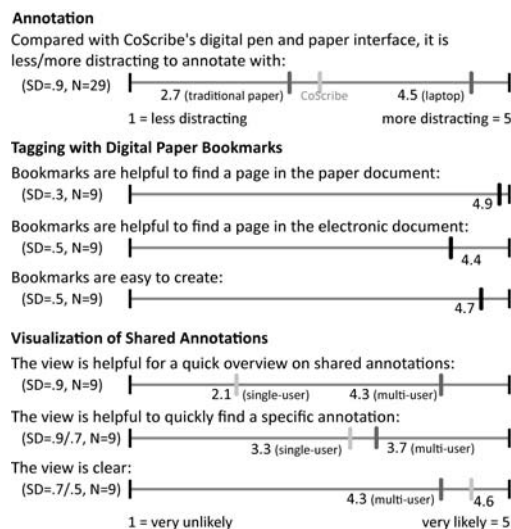 Annotation
Compared with CoScribe's digital pen and paper interface, it is
less/more distracting to annotate with:
(SD=.9, N=29)
2.7 (traditional paper) CoScribe 4.5 (laptop)
1 = less distracting more distracting = 5
Tagging with Digital Paper Bookmarks
Bookmarks are helpful to find a page in the paper document:
(SD=.3, N=9)
4.9
Bookmarks are helpful to find a page in the electronic document:
(SD=.5, N=9)
4.4
Bookmarks are easy to create:
(SD=.5, N=9)
4.7
Visualization of Shared Annotations
The view is helpful for a quick overview on shared annotations:
(SD=.9, N=9)
2.1 (single-user) 4.3 (multi-user)
The view is helpful to quickly find a specific annotation:
(SD=.9/.7, N=9)
3.3 (single-user) 3.7 (multi-user)
The view is clear:
(SD=.7/.5, N=9)
4.3 (multi-user) 4.6
1 = very unlikely very likely = 5